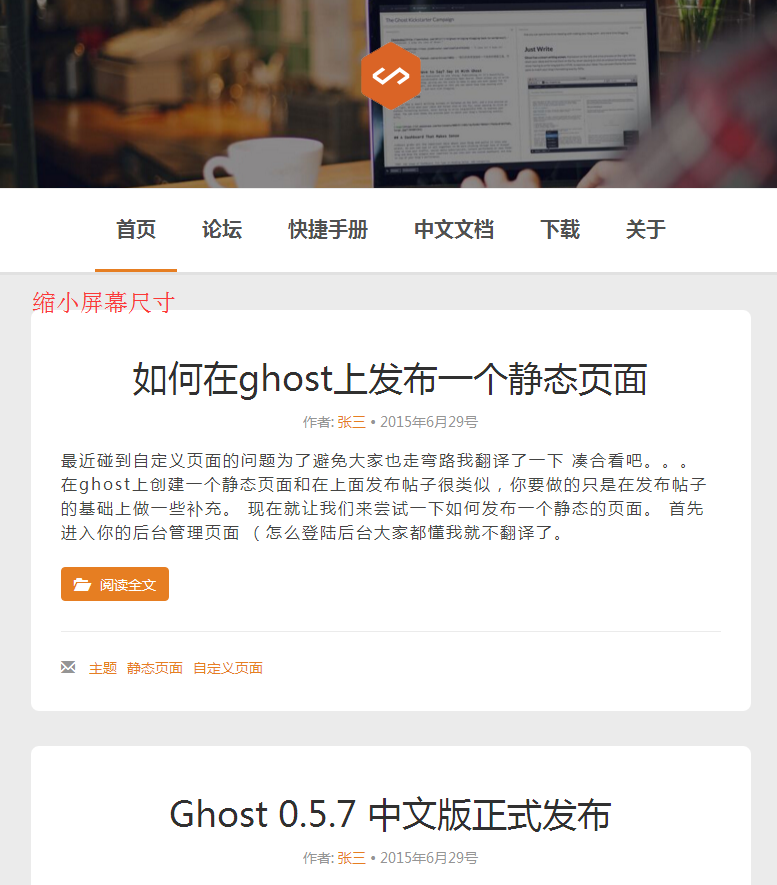 The Ghost Kickstarter Campaign
Just Write
首页 论坛 快捷手册 中文文档 下载 关于
缩小屏幕尺寸
如何在ghost上发布一个静态页面
作者: 张三 • 2015年6月29号
最近碰到自定义页面的问题为了避免大家也走弯路我翻译了一下 凑合看吧。。。
在ghost上创建一个静态页面和在上面发布帖子很类似，你要做的只是在发布帖子
的基础上做一些补充。 现在就让我们来尝试一下如何发布一个静态的页面。 首先
进入你的后台管理页面 （怎么登陆后台大家都懂我就不翻译了。
阅读全文
主题 静态页面 自定义页面
Ghost 0.5.7 中文版正式发布
作者: 张三 • 2015年6月29号